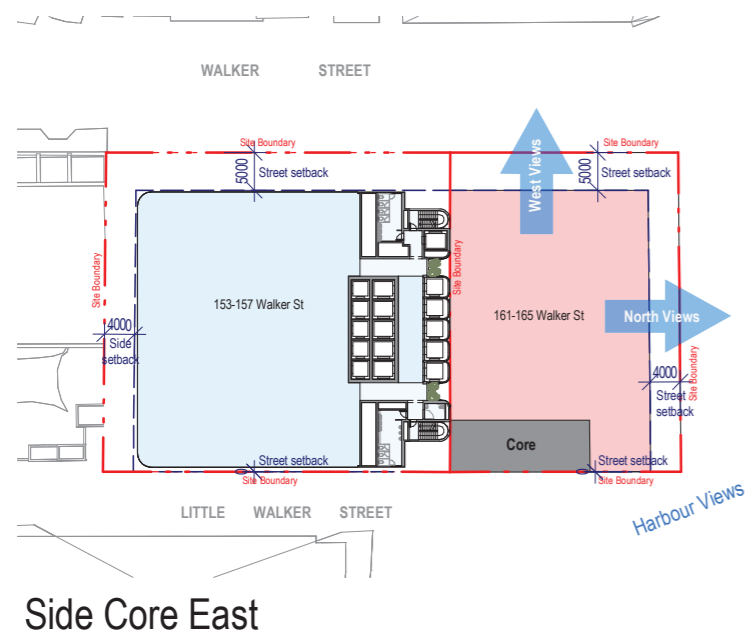 WALKER STREET
Site Boundary
Site Boundary
5000
Street setback
West Views
5000
Street setback
Site Boundary
Site Boundary
153-157 Walker St
161-165 Walker St
North Views
4000
Side
setback
4000
Street
setback
Site Boundary
Core
Street setback
Site Boundary
Street setback
Site Boundary
LITTLE WALKER STREET
Harbour Views
Side Core East